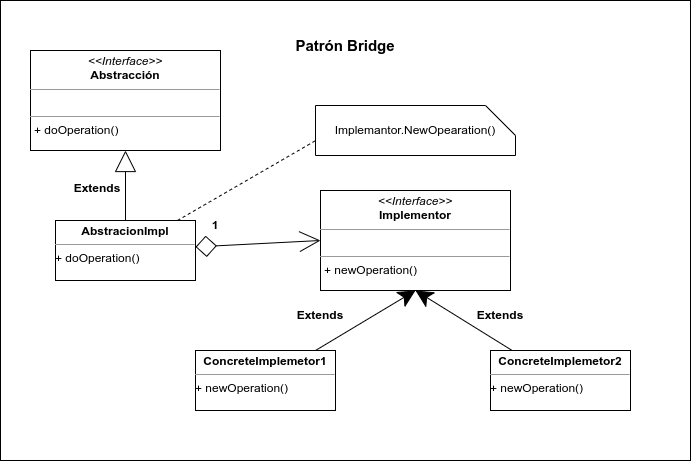 Patrón Bridge
<<Interface>>
Abstracción
+ doOperation()
Implemantor.NewOpearation()
Extends
<<Interface>>
Implementor
+ newOperation()
AbstracionImpl
+ doOperation()
1
Extends
Extends
ConcreteImplemetor1
+ newOperation()
ConcreteImplemetor2
+ newOperation()